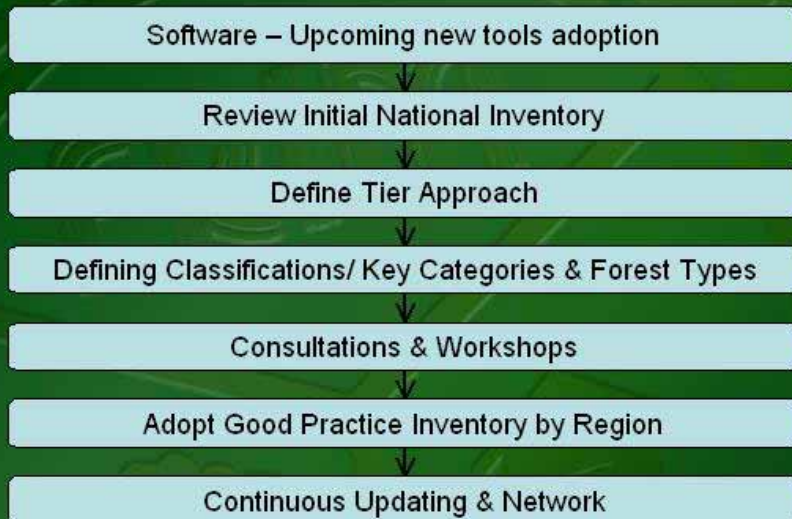 Software – Upcoming new tools adoption
Review Initial National Inventory
Define Tier Approach
Defining Classifications/ Key Categories & Forest Types
Consultations & Workshops
Adopt Good Practice Inventory by Region
Continuous Updating & Network